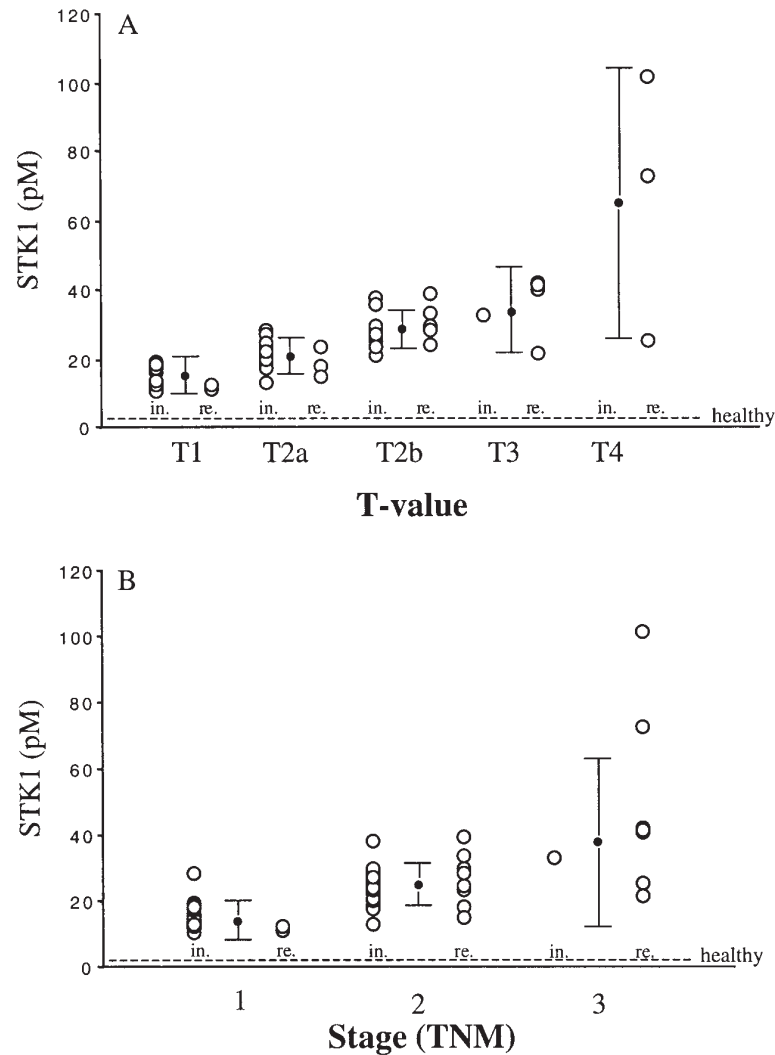 A
120
100
80
60
40
20
0
STK1 (pM)
in. re. in. re. in. re. in. re. in. re.
healthy
T1 T2a T2b T3 T4
T-value
B
120
100
80
60
40
20
0
STK1 (pM)
in. re. in. re. in. re.
healthy
1 2 3
Stage (TNM)